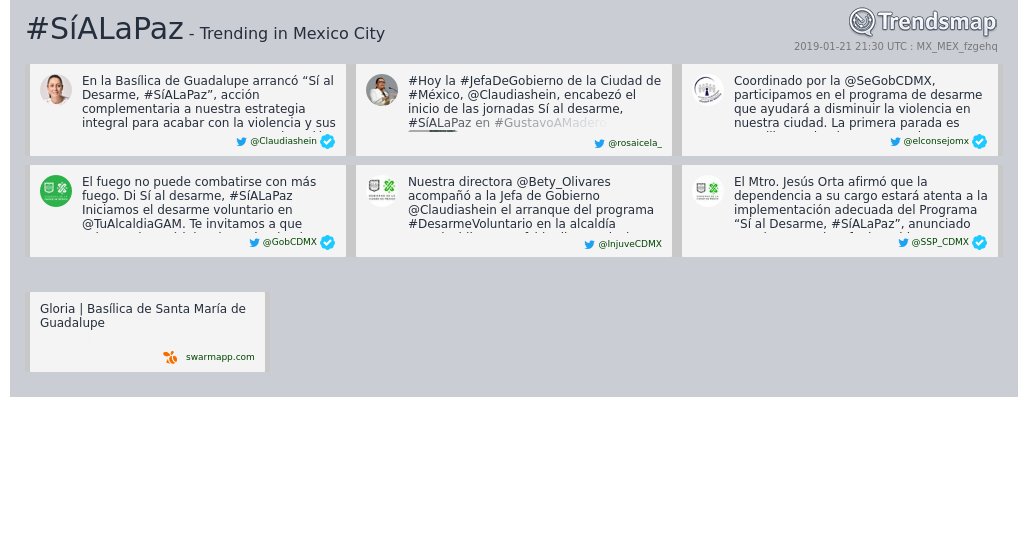 #SíALaPaz - Trending in Mexico City
Trendsmap
2019-01-21 21:30 UTC : MX_MEX_fzgehq
En la Basílica de Guadalupe arrancó “Sí al
Desarme, #SíALaPaz”, acción
complementaria a nuestra estrategia
integral para acabar con la violencia y sus
@Claudiashein
#Hoy la #JefaDeGobierno de la Ciudad de
#México, @Claudiashein, encabezó el
inicio de las jornadas Sí al desarme,
#SíALaPaz en #GustavoAMadero
@rosaicela_
Coordinado por la @SeGobCDMX,
participamos en el programa de desarme
que ayudará a disminuir la violencia en
nuestra ciudad. La primera parada es
@elconsejomx
El fuego no puede combatirse con más
fuego. Di Sí al desarme, #SíALaPaz
Iniciamos el desarme voluntario en
@TuAlcaldiaGAM. Te invitamos a que
@GobCDMX
Nuestra directora @Bety_Olivares
acompañó a la Jefa de Gobierno
@Claudiashein el arranque del programa
#DesarmeVoluntario en la alcaldía
@InjuveCDMX
El Mtro. Jesús Orta afirmó que la
dependencia a su cargo estará atenta a la
implementación adecuada del Programa
“Sí al Desarme, #SíALaPaz”, anunciado
@SSP_CDMX
Gloria | Basílica de Santa María de
Guadalupe
swarmapp.com